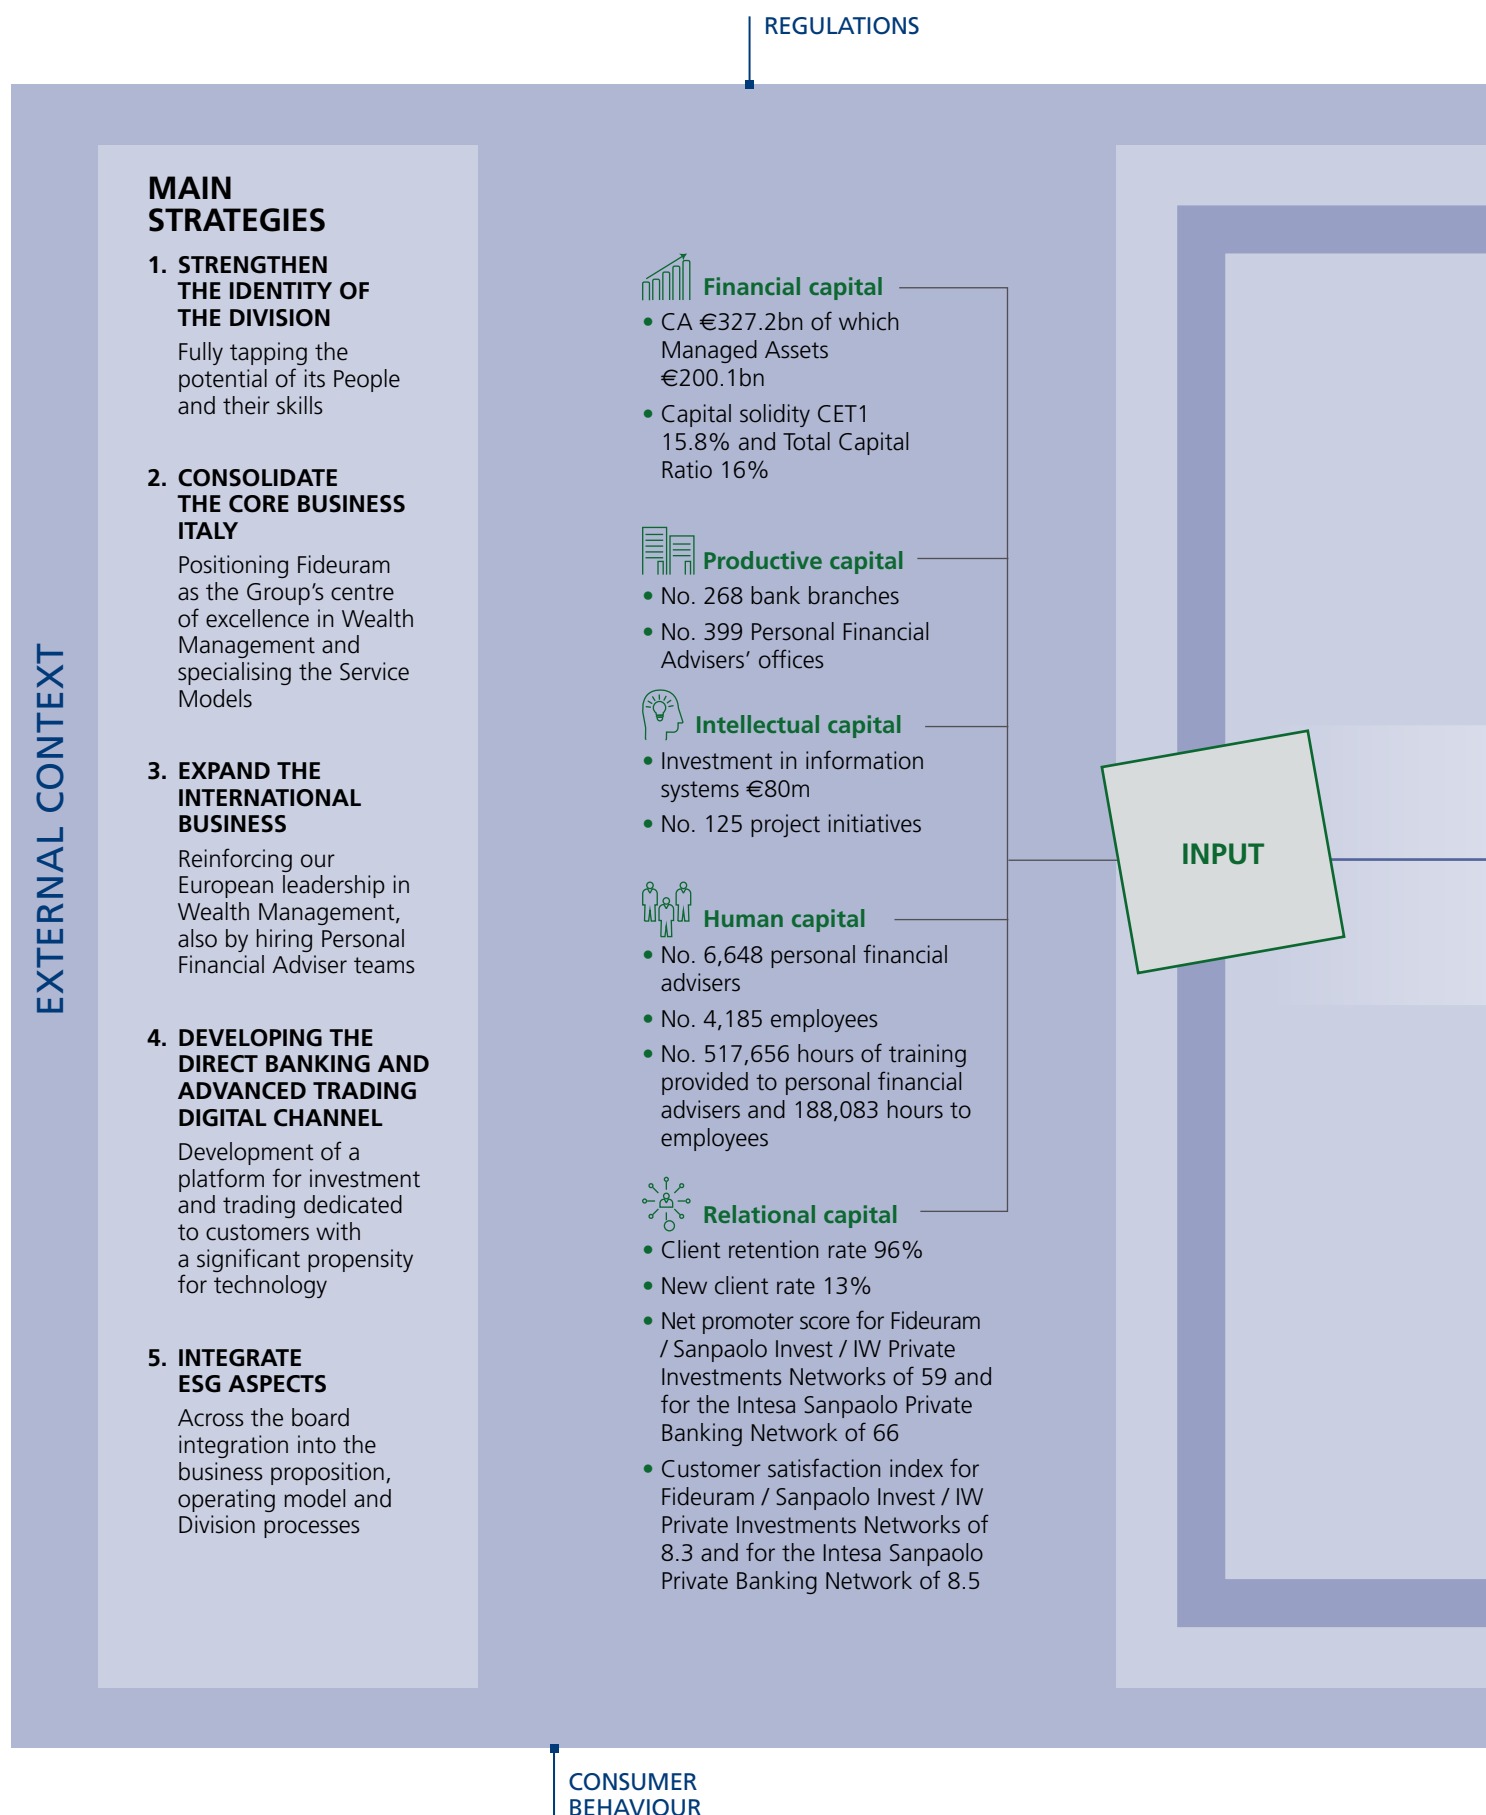 REGULATIONS
EXTERNAL CONTEXT
MAIN
STRATEGIES
1. STRENGTHEN
THE IDENTITY OF
THE DIVISION
Fully tapping the
potential of its People
and their skills
2. CONSOLIDATE
THE CORE BUSINESS
ITALY
Positioning Fideuram
as the Group’s centre
of excellence in Wealth
Management and
specialising the Service
Models
3. EXPAND THE
INTERNATIONAL
BUSINESS
Reinforcing our
European leadership in
Wealth Management,
also by hiring Personal
Financial Adviser teams
4. DEVELOPING THE
DIRECT BANKING AND
ADVANCED TRADING
DIGITAL CHANNEL
Development of a
platform for investment
and trading dedicated
to customers with
a significant propensity
for technology
5. INTEGRATE
ESG ASPECTS
Across the board
integration into the
business proposition,
operating model and
Division processes
Financial capital
• CA €327.2bn of which
Managed Assets
€200.1bn
• Capital solidity CET1
15.8% and Total Capital
Ratio 16%
Productive capital
• No. 268 bank branches
• No. 399 Personal Financial
Advisers’ offices
Intellectual capital
• Investment in information
systems €80m
• No. 125 project initiatives
Human capital
• No. 6,648 personal financial
advisers
• No. 4,185 employees
• No. 517,656 hours of training
provided to personal financial
advisers and 188,083 hours to
employees
Relational capital
• Client retention rate 96%
• New client rate 13%
• Net promoter score for Fideuram
/ Sanpaolo Invest / IW Private
Investments Networks of 59 and
for the Intesa Sanpaolo Private
Banking Network of 66
• Customer satisfaction index for
Fideuram / Sanpaolo Invest / IW
Private Investments Networks of
8.3 and for the Intesa Sanpaolo
Private Banking Network of 8.5
INPUT
CONSUMER
BEHAVIOUR